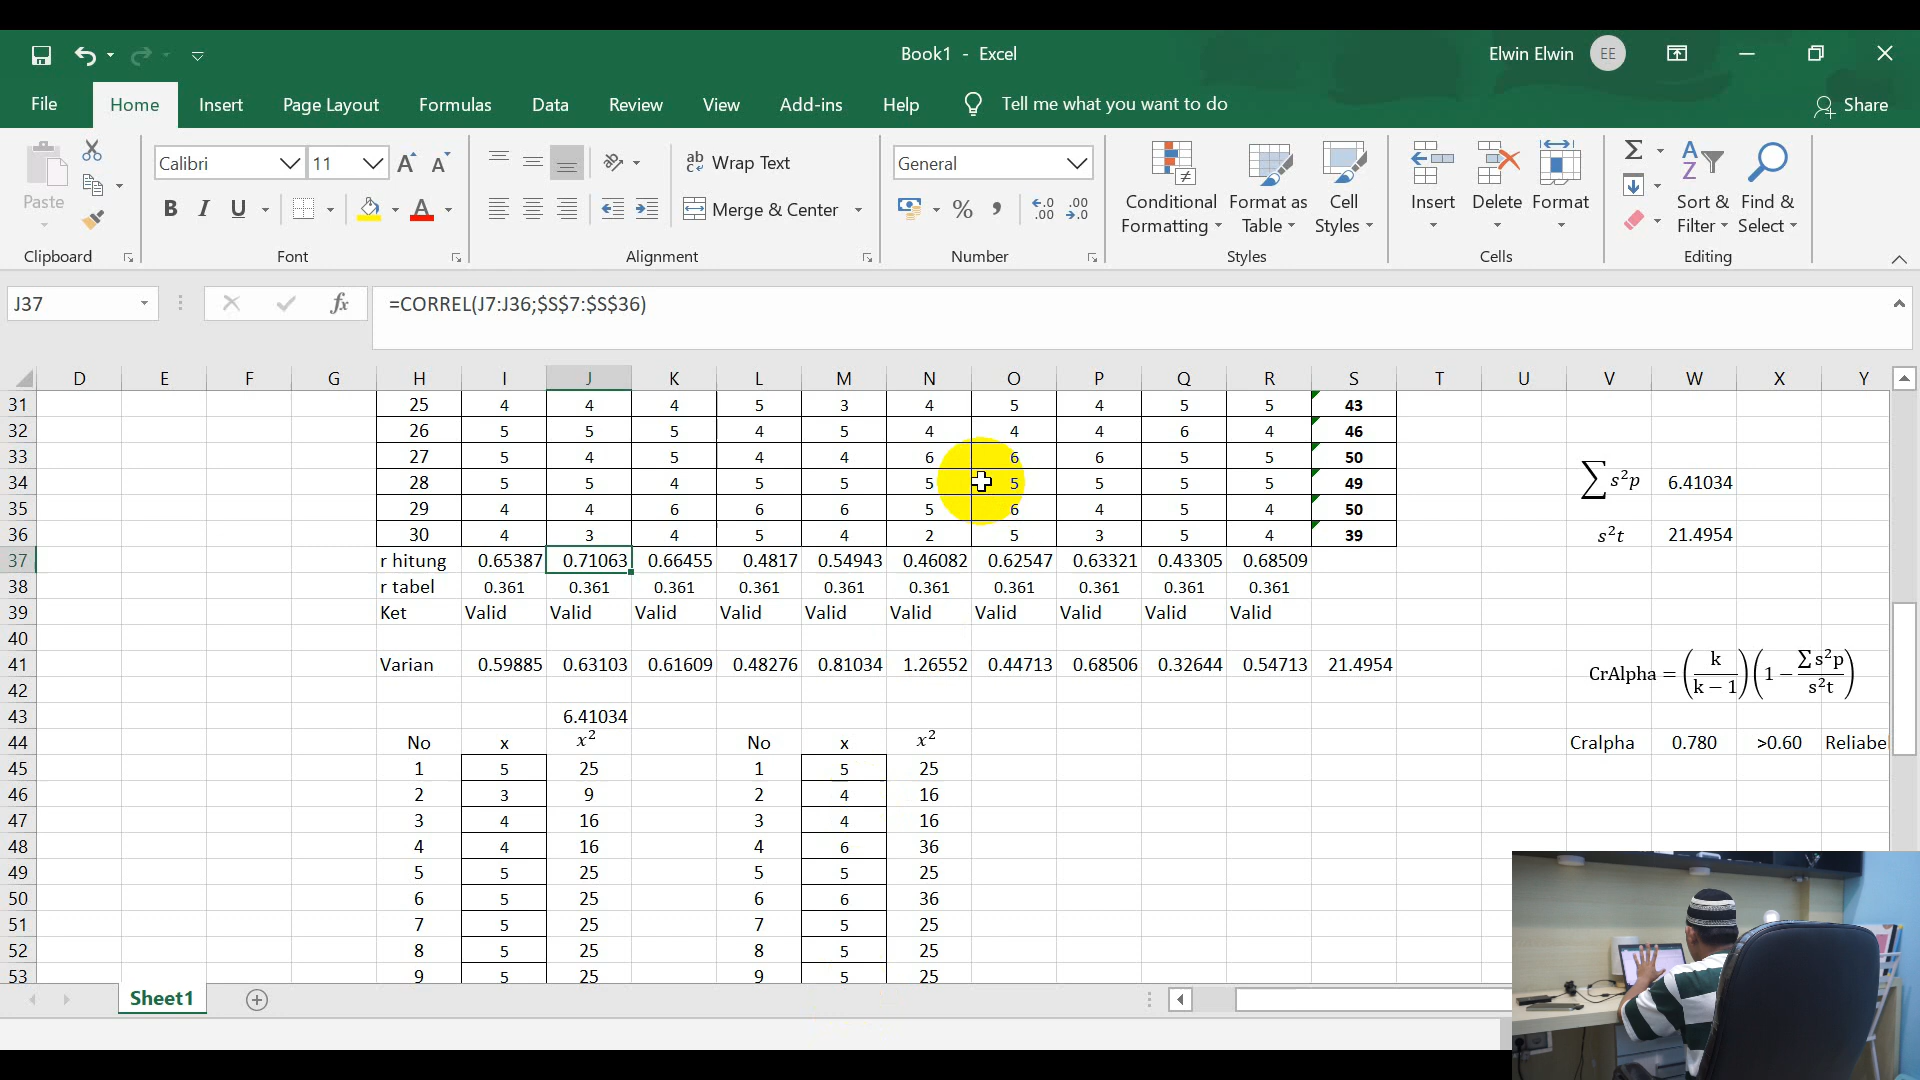 Book1 - Excel
Elwin Elwin EE
File Home Insert Page Layout Formulas Data Review View Add-ins Help Tell me what you want to do Share
Paste Calibri 11 A A ab Wrap Text General Conditional Formatting Format as Table Cell Styles Insert Delete Format Sort & Filter Find & Select
B I U A Merge & Center % , .0 .00 .00 .0
Clipboard Font Alignment Number Styles Cells Editing
J37 fx =CORREL(J7:J36;$S$7:$S$36)
D E F G H I J K L M N O P Q R S T U V W X Y
31 25 4 4 4 5 3 4 5 4 5 5 43
32 26 5 5 5 4 5 4 4 4 6 4 46
33 27 5 4 5 4 4 6 6 6 5 5 50
34 28 5 5 4 5 5 5 5 5 5 5 49 ∑s²p 6.41034
35 29 4 4 6 6 6 5 6 4 5 4 50
36 30 4 3 4 5 4 2 5 3 5 4 39 s²t 21.4954
37 r hitung 0.65387 0.71063 0.66455 0.4817 0.54943 0.46082 0.62547 0.63321 0.43305 0.68509
38 r tabel 0.361 0.361 0.361 0.361 0.361 0.361 0.361 0.361 0.361 0.361
39 Ket Valid Valid Valid Valid Valid Valid Valid Valid Valid Valid
40
41 Varian 0.59885 0.63103 0.61609 0.48276 0.81034 1.26552 0.44713 0.68506 0.32644 0.54713 21.4954 CrAlpha = (k/(k − 1))(1 − ∑s²p/s²t)
42
43 6.41034
44 No x x² No x x² Cralpha 0.780 >0.60 Reliabel
45 1 5 25 1 5 25
46 2 3 9 2 4 16
47 3 4 16 3 4 16
48 4 4 16 4 6 36
49 5 5 25 5 5 25
50 6 5 25 6 6 36
51 7 5 25 7 5 25
52 8 5 25 8 5 25
53 9 5 25 9 5 25
Sheet1